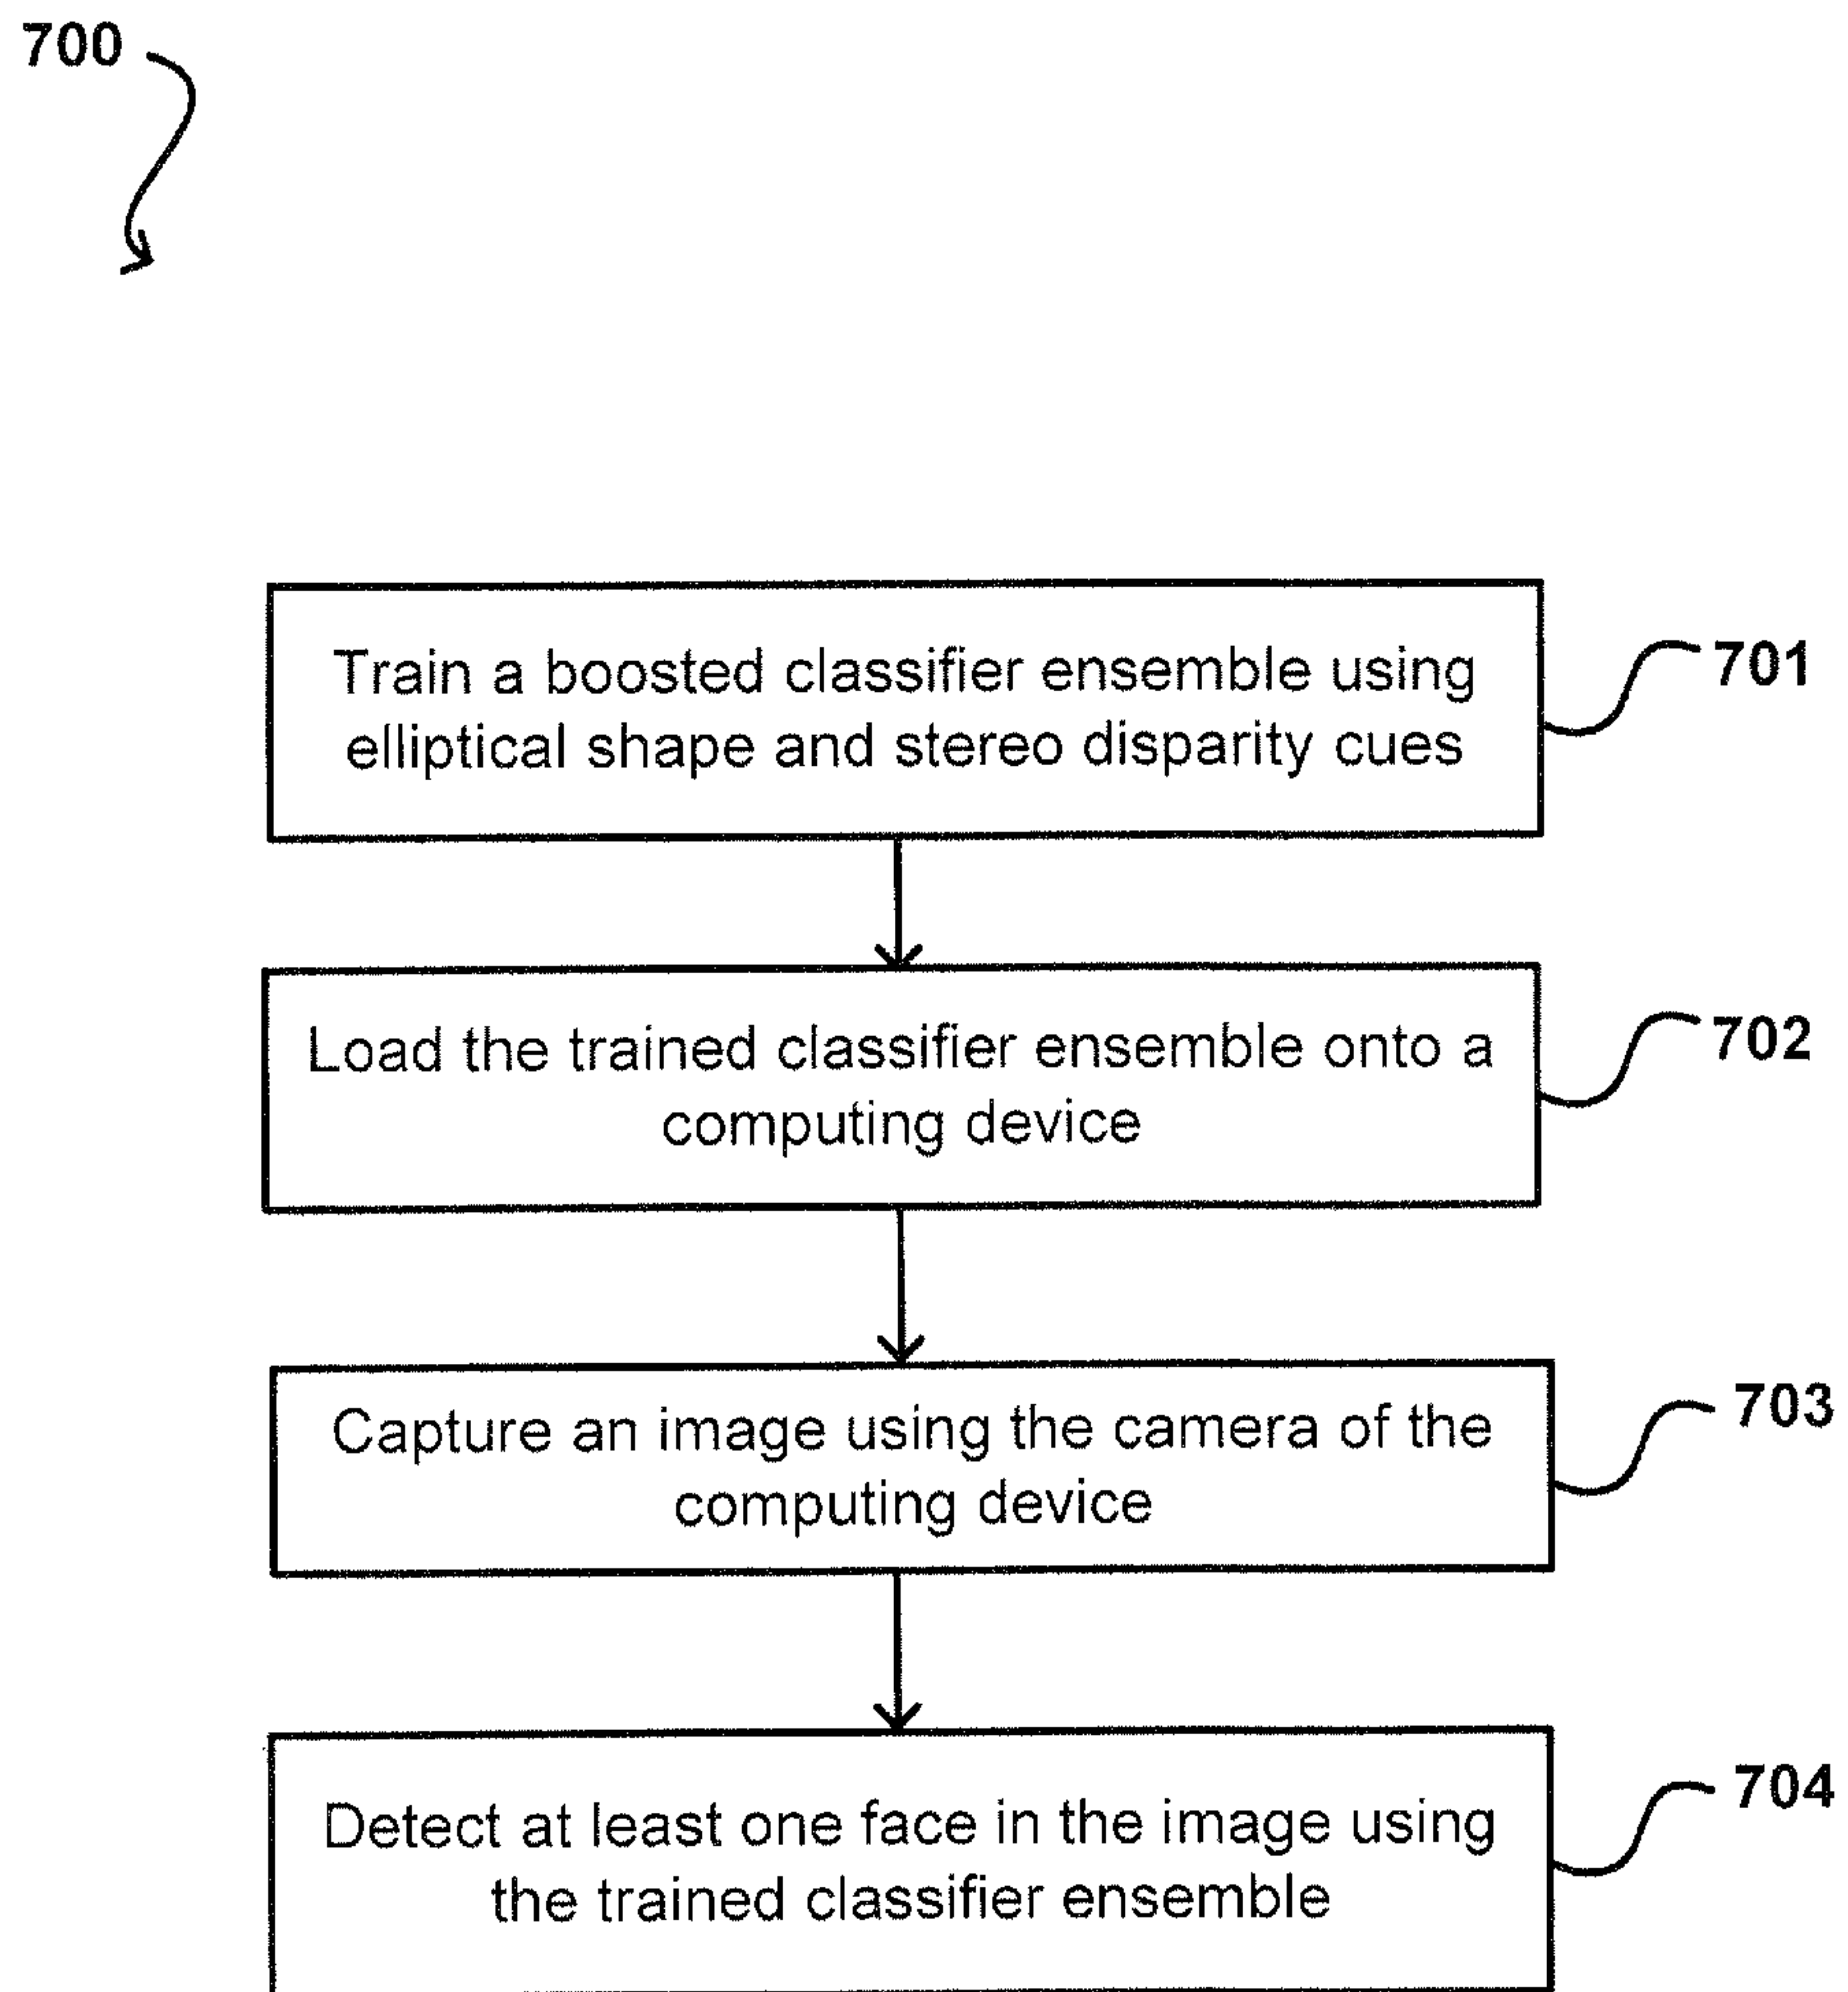 700
Train a boosted classifier ensemble using
elliptical shape and stereo disparity cues
701
Load the trained classifier ensemble onto a
computing device
702
Capture an image using the camera of the
computing device
703
Detect at least one face in the image using
the trained classifier ensemble
704